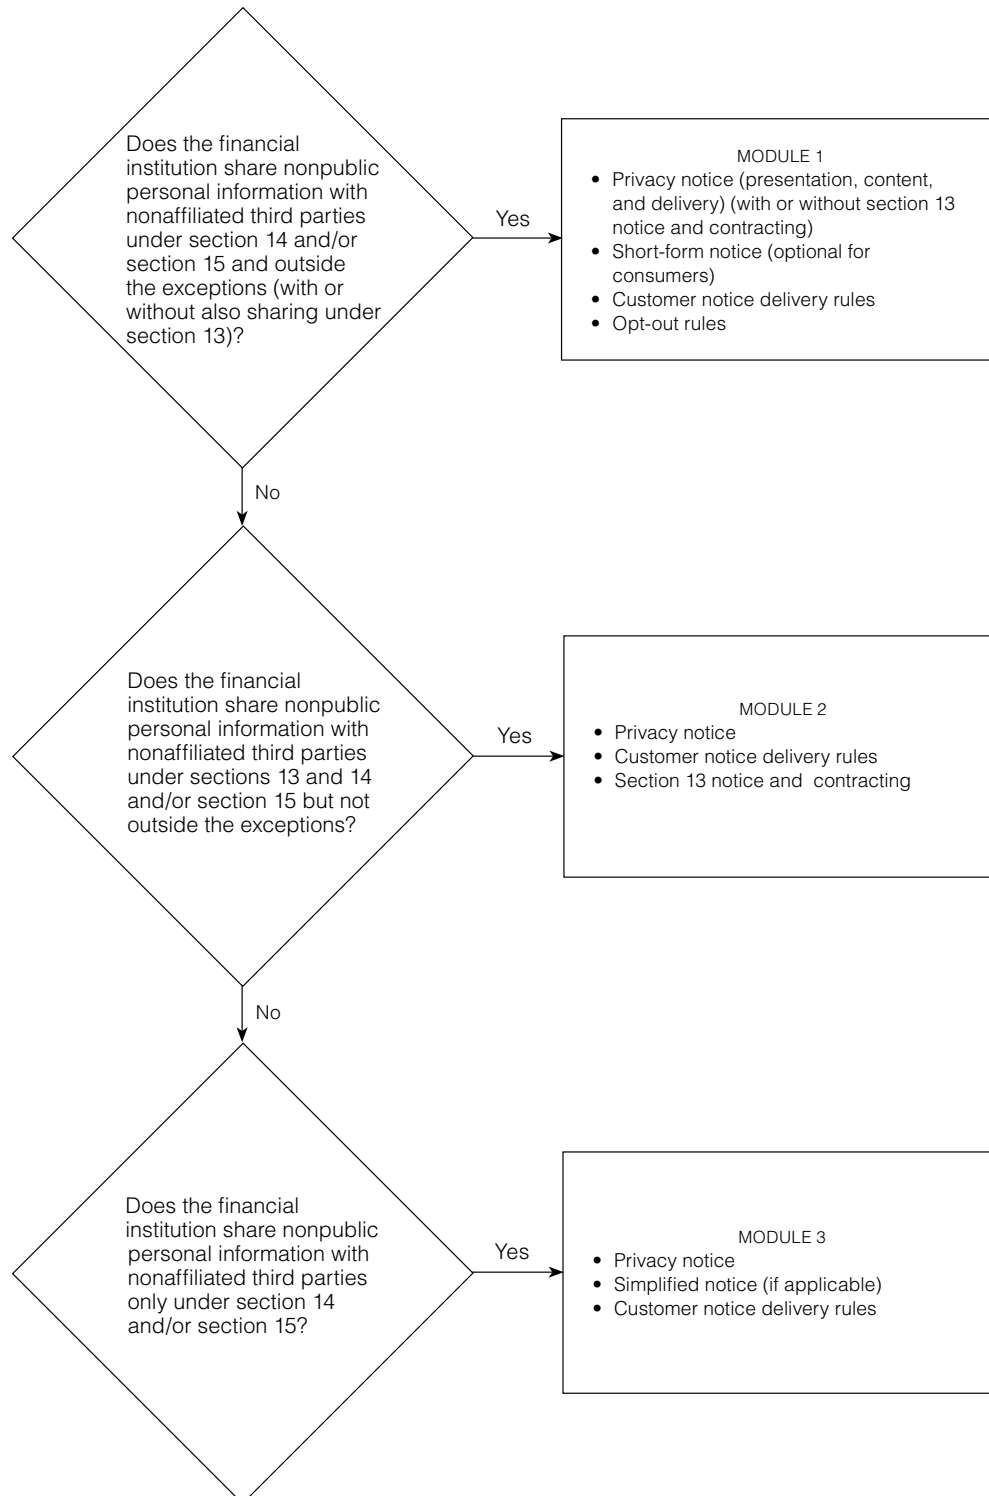 Does the financial
institution share nonpublic
personal information with
nonaffiliated third parties
under section 14 and/or
section 15 and outside
the exceptions (with or
without also sharing under
section 13)?
Yes
MODULE 1
• Privacy notice (presentation, content,
and delivery) (with or without section 13
notice and contracting)
• Short-form notice (optional for
consumers)
• Customer notice delivery rules
• Opt-out rules
No
Does the financial
institution share nonpublic
personal information with
nonaffiliated third parties
under sections 13 and 14
and/or section 15 but not
outside the exceptions?
Yes
MODULE 2
• Privacy notice
• Customer notice delivery rules
• Section 13 notice and contracting
No
Does the financial
institution share nonpublic
personal information with
nonaffiliated third parties
only under section 14
and/or section 15?
Yes
MODULE 3
• Privacy notice
• Simplified notice (if applicable)
• Customer notice delivery rules